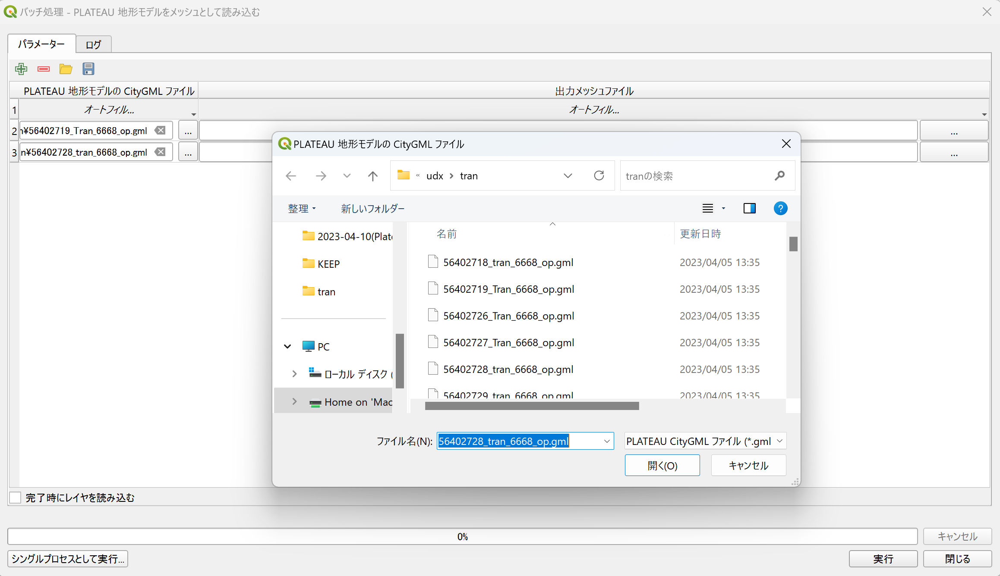 バッチ処理 - PLATEAU 地形モデルをメッシュとして読み込む
パラメーター
ログ
PLATEAU 地形モデルの CityGML ファイル
出力メッシュファイル
1
オートフィル...
オートフィル...
2
n¥56402719_Tran_6668_op.gml
...
...
3
n¥56402728_tran_6668_op.gml
...
...
PLATEAU 地形モデルの CityGML ファイル
« udx > tran
tranの検索
整理
新しいフォルダー
?
2023-04-10(Plat
KEEP
tran
PC
ローカル ディスク (
Home on 'Mac
名前
更新日時
56402718_tran_6668_op.gml
2023/04/05 13:35
56402719_Tran_6668_op.gml
2023/04/05 13:35
56402726_Tran_6668_op.gml
2023/04/05 13:35
56402727_Tran_6668_op.gml
2023/04/05 13:35
56402728_tran_6668_op.gml
2023/04/05 13:35
56402729_tran_6668_op.gml
2023/04/05 13:35
ファイル名(N):
56402728_tran_6668_op.gml
PLATEAU CityGML ファイル (*.gml
開く(O)
キャンセル
完了時にレイヤを読み込む
0%
キャンセル
シングルプロセスとして実行...
実行
閉じる